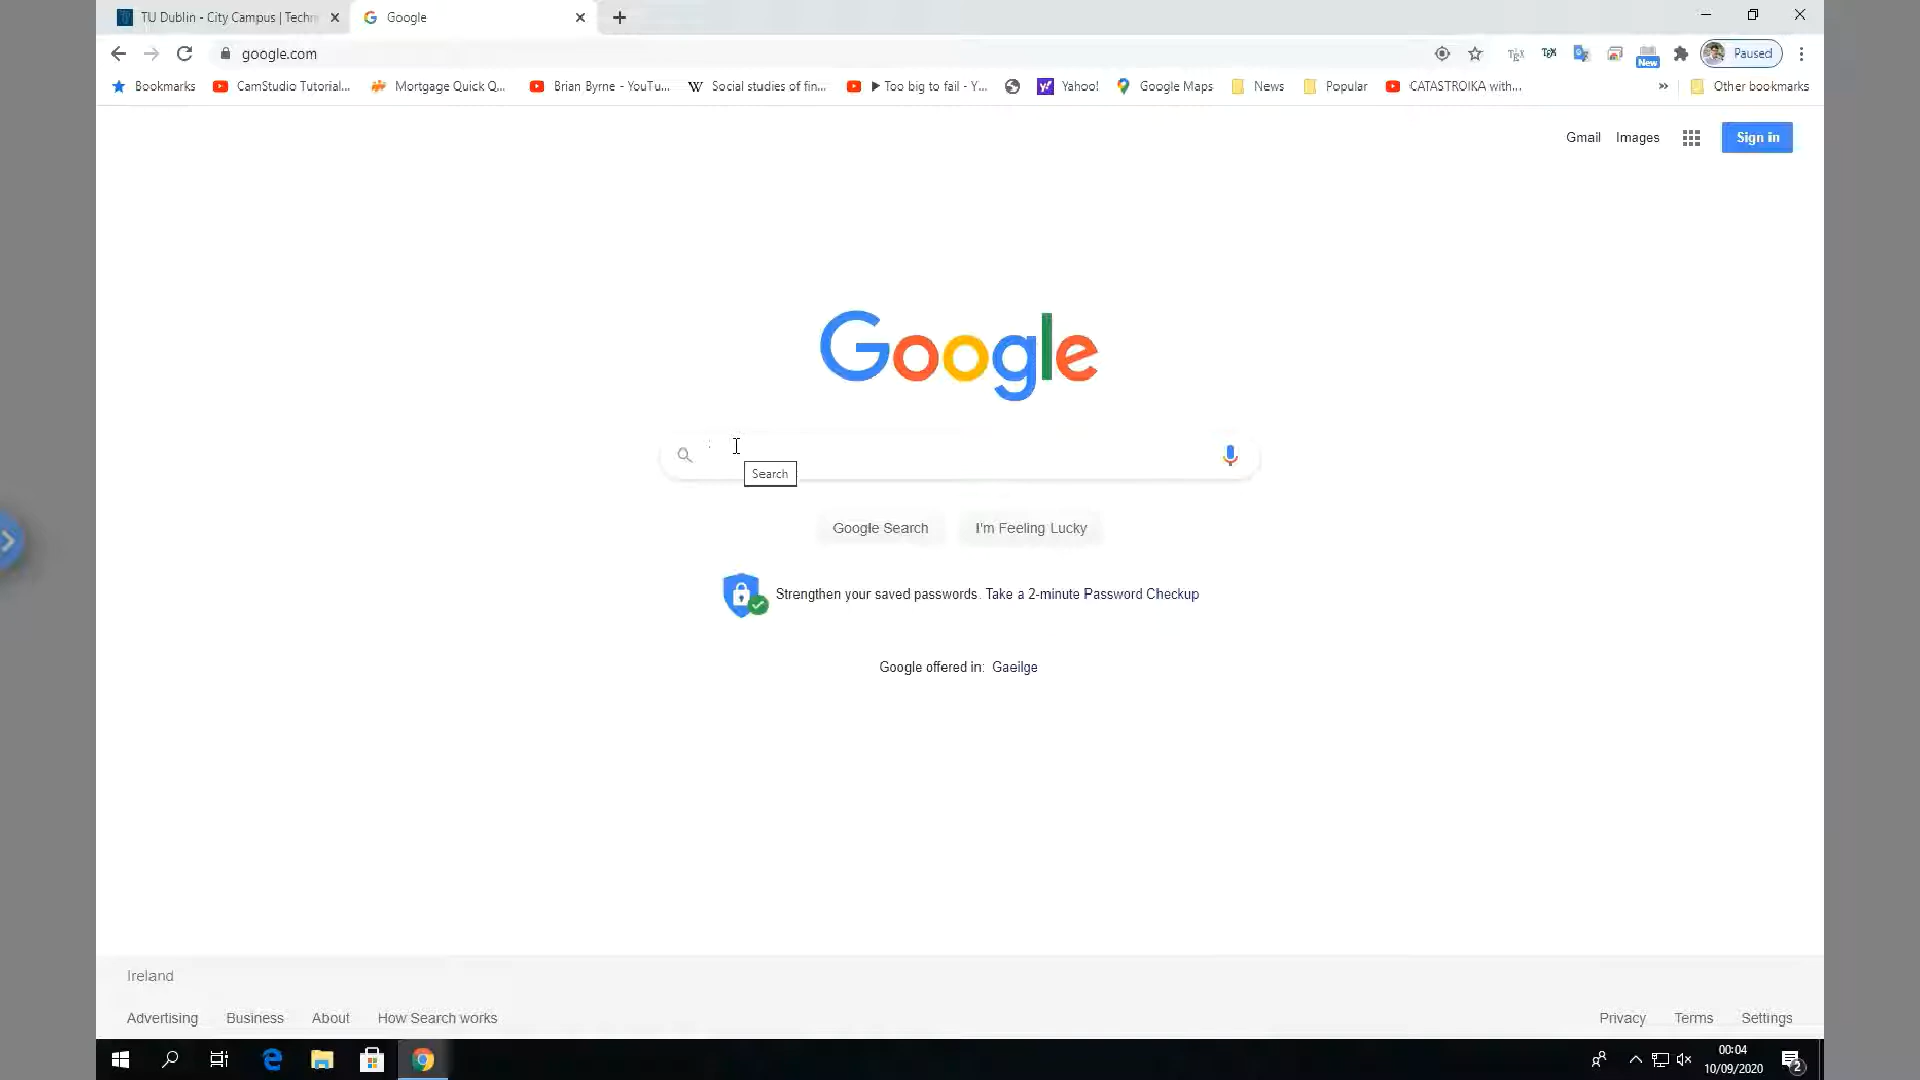 TU Dublin - City Campus | Techn
Google
google.com
New
Paused
Bookmarks
CamStudio Tutorial...
Mortgage Quick Q...
Brian Byrne - YouTu...
Social studies of fin...
Too big to fail - Y...
Yahoo!
Google Maps
News
Popular
CATASTROIKA with...
Other bookmarks
Gmail
Images
Sign in
Google
Search
Google Search
I'm Feeling Lucky
Strengthen your saved passwords. Take a 2-minute Password Checkup
Google offered in: Gaeilge
Ireland
Advertising
Business
About
How Search works
Privacy
Terms
Settings
00:04
10/09/2020
2